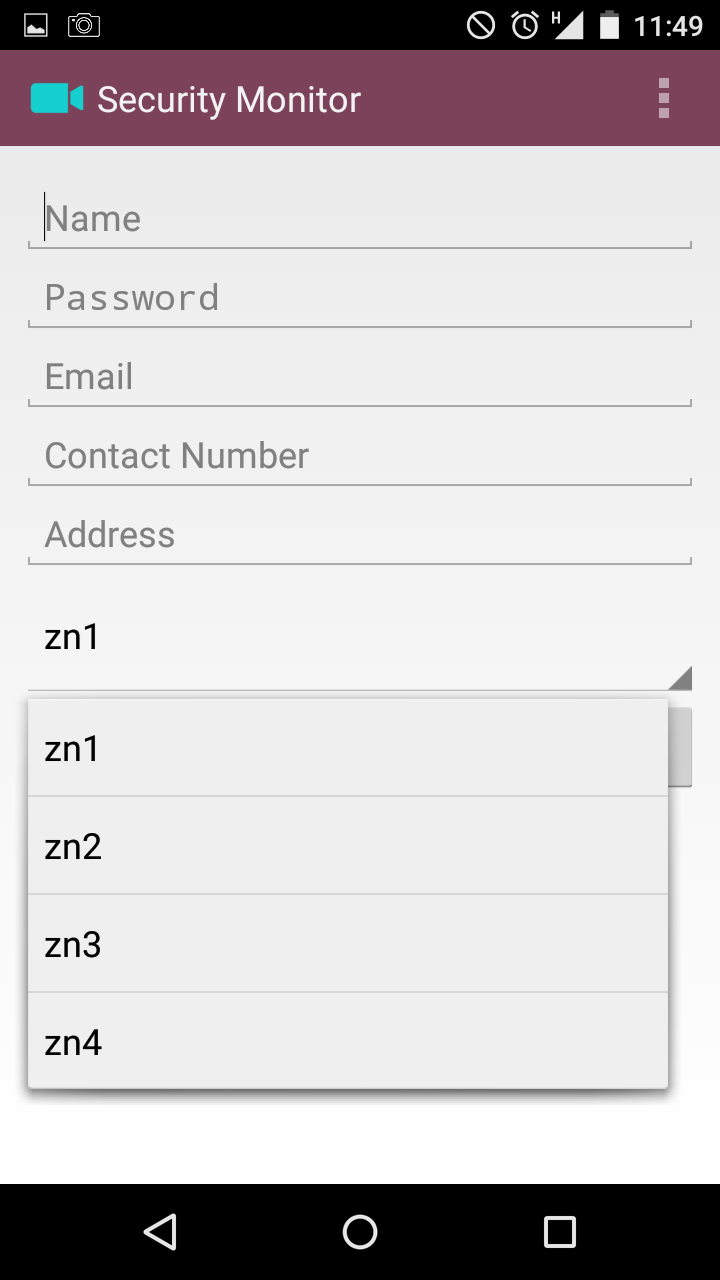 H 11:49
Security Monitor
Name
Password
Email
Contact Number
Address
zn1
zn1
zn2
zn3
zn4